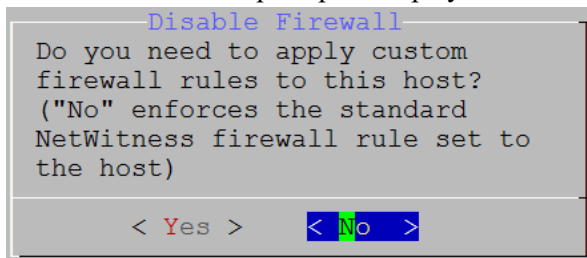 Disable Firewall
Do you need to apply custom
firewall rules to this host?
("No" enforces the standard
NetWitness firewall rule set to
the host)
< Yes > < No >